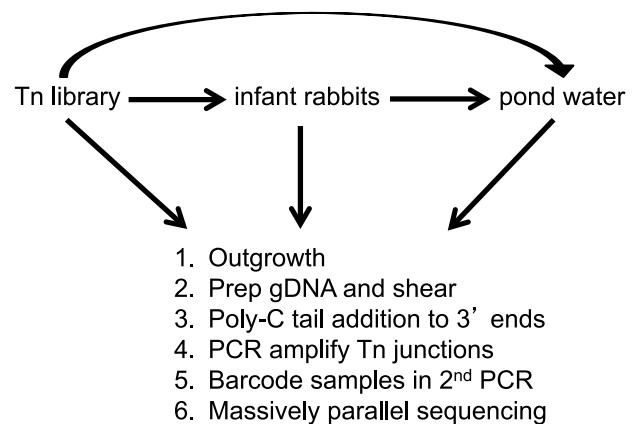 Tn library infant rabbits pond water
1. Outgrowth
2. Prep gDNA and shear
3. Poly-C tail addition to 3’ ends
4. PCR amplify Tn junctions
5. Barcode samples in 2nd PCR
6. Massively parallel sequencing